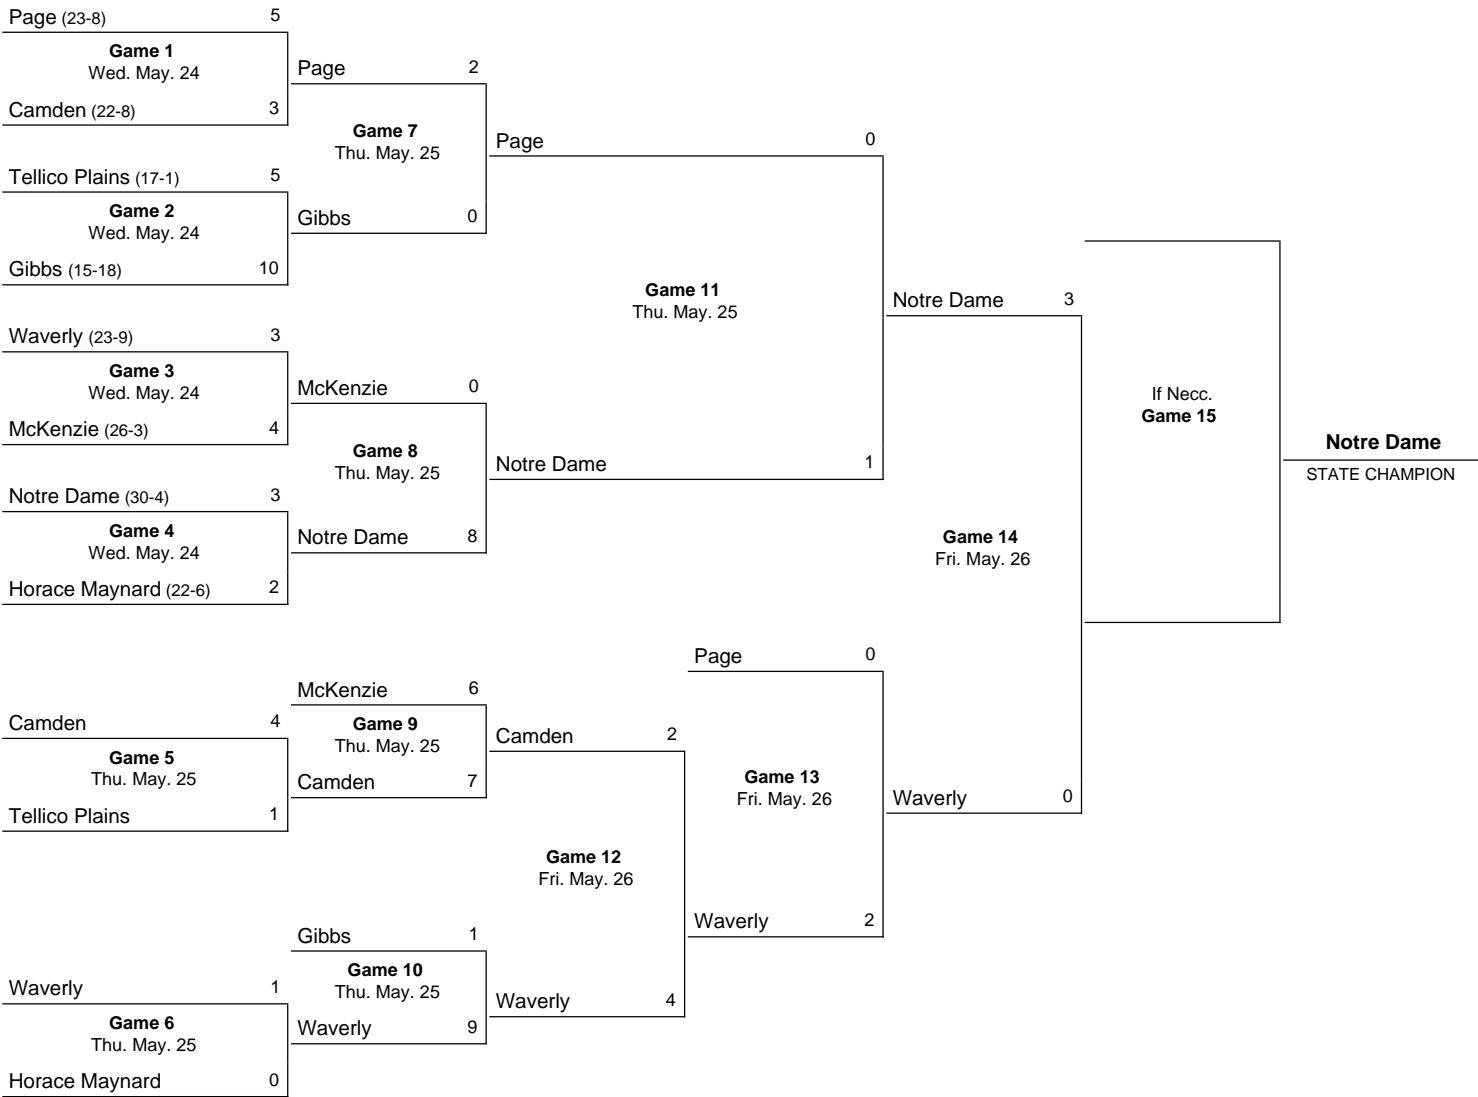 Page (23-8) 5
Game 1
Wed. May. 24
Camden (22-8) 3
Tellico Plains (17-1) 5
Game 2
Wed. May. 24
Gibbs (15-18) 10
Waverly (23-9) 3
Game 3
Wed. May. 24
McKenzie (26-3) 4
Notre Dame (30-4) 3
Game 4
Wed. May. 24
Horace Maynard (22-6) 2
Camden 4
Game 5
Thu. May. 25
Tellico Plains 1
Waverly 1
Game 6
Thu. May. 25
Horace Maynard 0
Page 2
Game 7
Thu. May. 25
Gibbs 0
McKenzie 0
Game 8
Thu. May. 25
Notre Dame 8
McKenzie 6
Game 9
Thu. May. 25
Camden 7
Gibbs 1
Game 10
Thu. May. 25
Waverly 9
Page 0
Game 11
Thu. May. 25
Notre Dame 1
Camden 2
Game 12
Fri. May. 26
Waverly 4
Page 0
Game 13
Fri. May. 26
Waverly 2
Notre Dame 3
Game 14
Fri. May. 26
Waverly 0
If Necc.
Game 15
Notre Dame
STATE CHAMPION